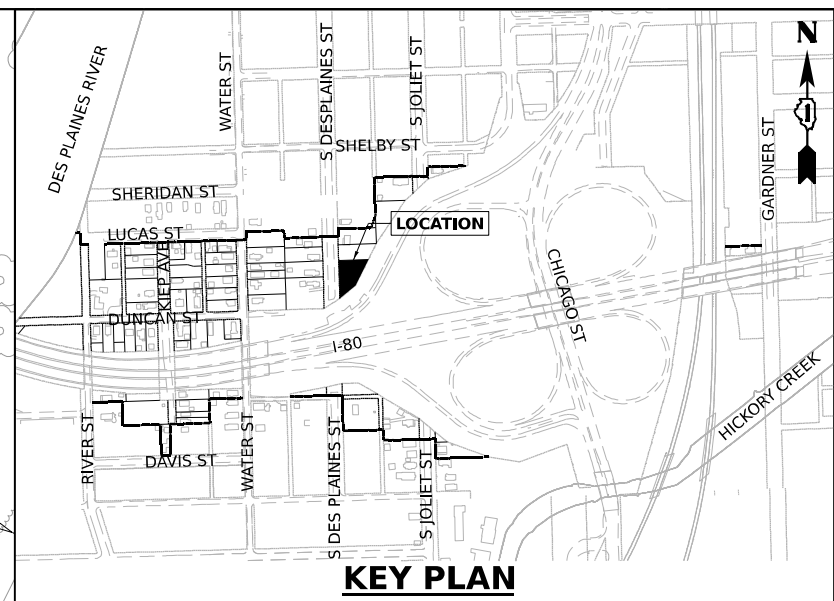 N
DES PLAINES RIVER
WATER ST
S DESPLAINES ST
S JOLIET ST
SHELBY ST
GARDNER ST
SHERIDAN ST
LUCAS ST
LOCATION
KIEP AVE
CHICAGO ST
DUNCAN ST
I-80
HICKORY CREEK
RIVER ST
DAVIS ST
WATER ST
S DES PLAINES ST
S JOLIET ST
KEY PLAN